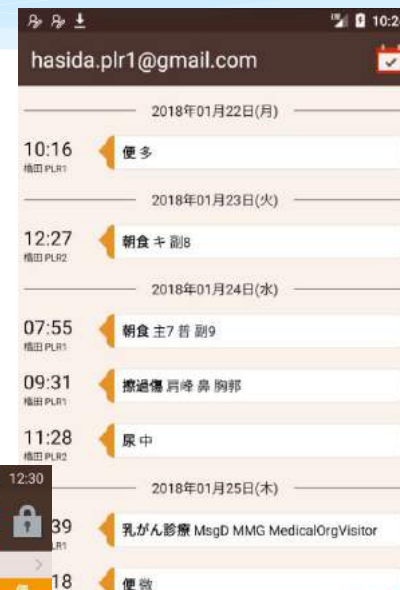 10:2
hasida.plr1@gmail.com
2018年01月22日(月)
10:16
便 多
橋田 PLR1
2018年01月23日(火)
12:27
朝食 キ 副8
橋田 PLR2
2018年01月24日(水)
07:55
朝食 主7 普 副9
橋田 PLR1
09:31
擦過傷 肩峰 鼻 胸郭
橋田 PLR1
11:28
尿 中
橋田 PLR2
12:30
2018年01月25日(木)
39
乳がん診療 MsgD MMG MedicalOrgVisitor
LR1
18
便 微